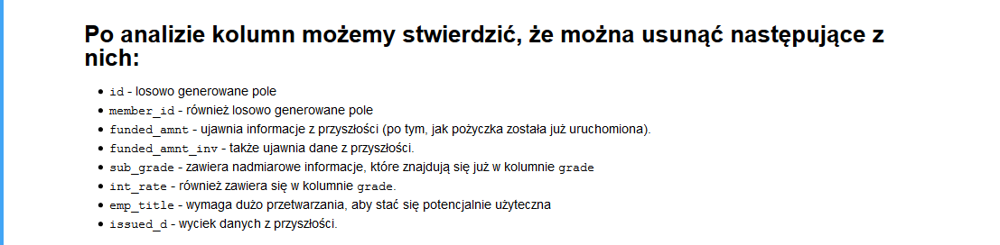 Po analizie kolumn możemy stwierdzić, że można usunąć następujące z
nich:
• id - losowo generowane pole
• member_id - również losowo generowane pole
• funded_amnt - ujawnia informacje z przyszłości (po tym, jak pożyczka została już uruchomiona).
• funded_amnt_inv - także ujawnia dane z przyszłości.
• sub_grade - zawiera nadmiarowe informacje, które znajdują się już w kolumnie grade
• int_rate - również zawiera się w kolumnie grade.
• emp_title - wymaga dużo przetwarzania, aby stać się potencjalnie użyteczna
• issued_d - wyciek danych z przyszłości.